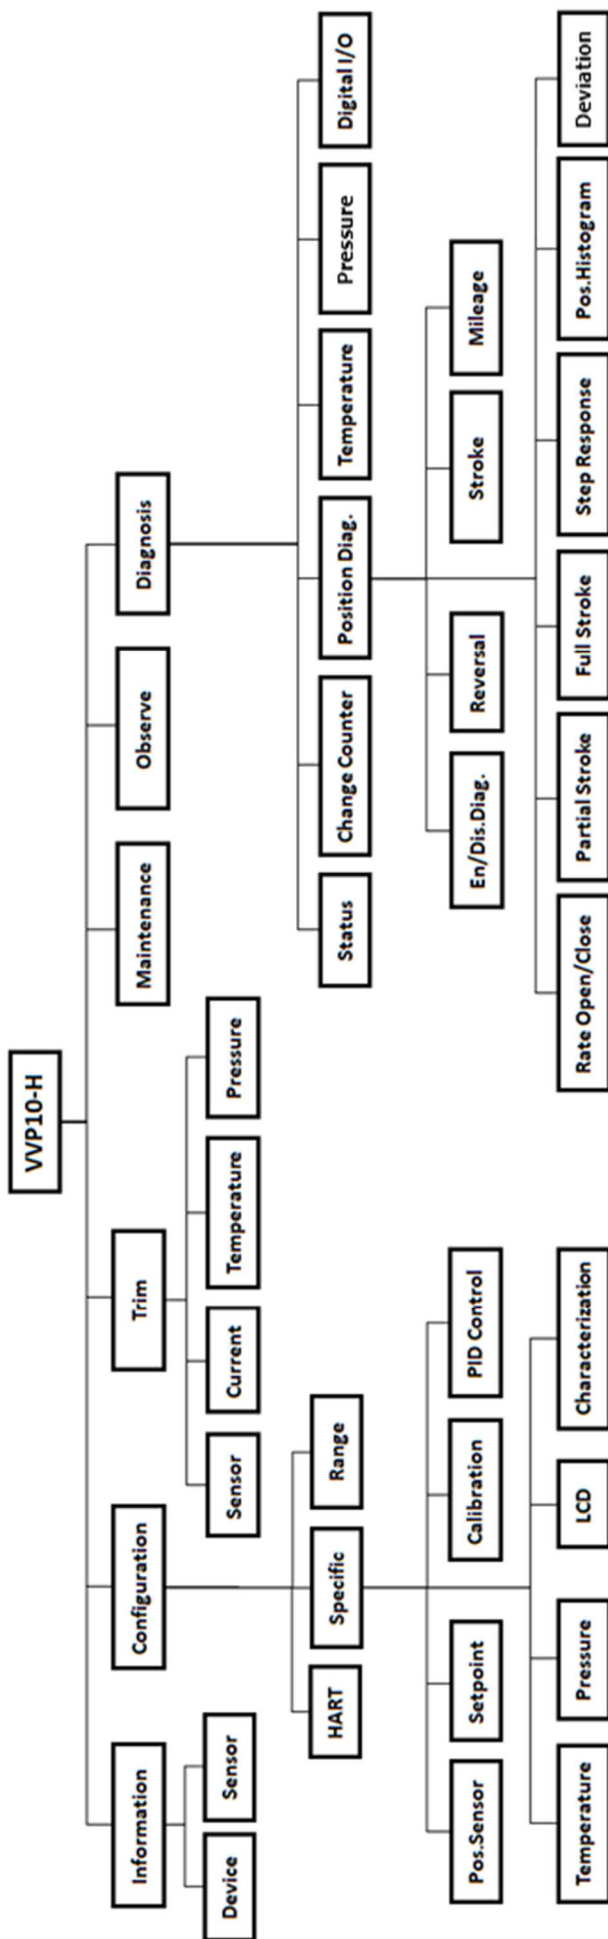 VVP10-H
Information
Configuration
Trim
Maintenance
Observe
Diagnosis
Device
Sensor
Sensor
Current
Temperature
Pressure
HART
Specific
Range
Status
Change Counter
Position Diag.
Temperature
Pressure
Digital I/O
Pos.Sensor
Setpoint
Calibration
PID Control
En/Dis.Diag.
Reversal
Stroke
Mileage
Temperature
Pressure
LCD
Characterization
Rate Open/Close
Partial Stroke
Full Stroke
Step Response
Pos.Histogram
Deviation